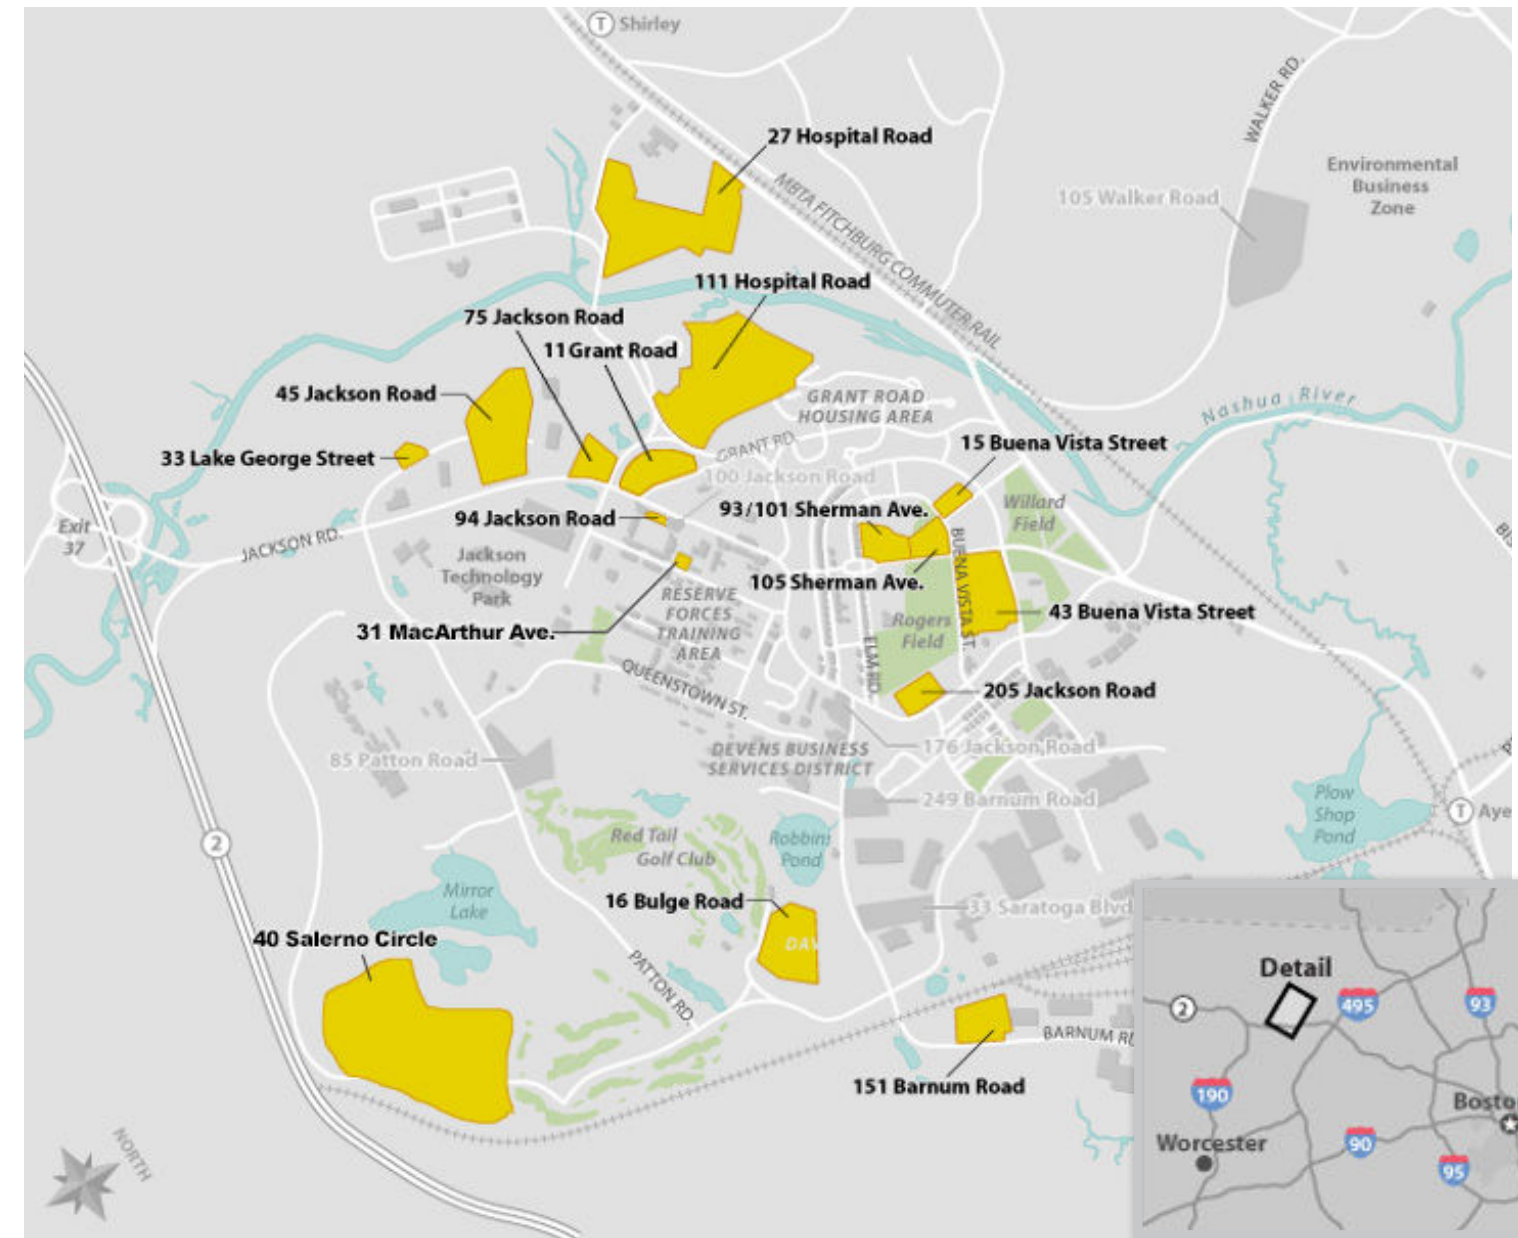 T Shirley
27 Hospital Road
WALKER RD.
Environmental
Business
Zone
105 Walker Road
MBTA FITCHBURG COMMUTER RAIL
111 Hospital Road
75 Jackson Road
11 Grant Road
45 Jackson Road
GRANT ROAD
HOUSING AREA
Nashua River
33 Lake George Street
GRANT RD.
15 Buena Vista Street
100 Jackson Road
93/101 Sherman Ave.
Willard
Field
94 Jackson Road
Exit
37
JACKSON RD.
Jackson
Technology
Park
105 Sherman Ave.
BUENA VISTA ST.
RESERVE
FORCES
TRAINING
AREA
43 Buena Vista Street
31 MacArthur Ave.
Rogers
Field
ELM RD.
QUEENSTOWN ST.
205 Jackson Road
DEVENS BUSINESS
SERVICES DISTRICT
176 Jackson Road
85 Patton Road
249 Barnum Road
Plow
Shop
Pond
T Aye
2
Red Tail
Golf Club
Robbins
Pond
Mirror
Lake
16 Bulge Road
33 Saratoga Blvd
40 Salerno Circle
DAV
PATTON RD.
BARNUM
151 Barnum Road
NORTH
Detail
2
495
93
190
Bosto
Worcester
90
95